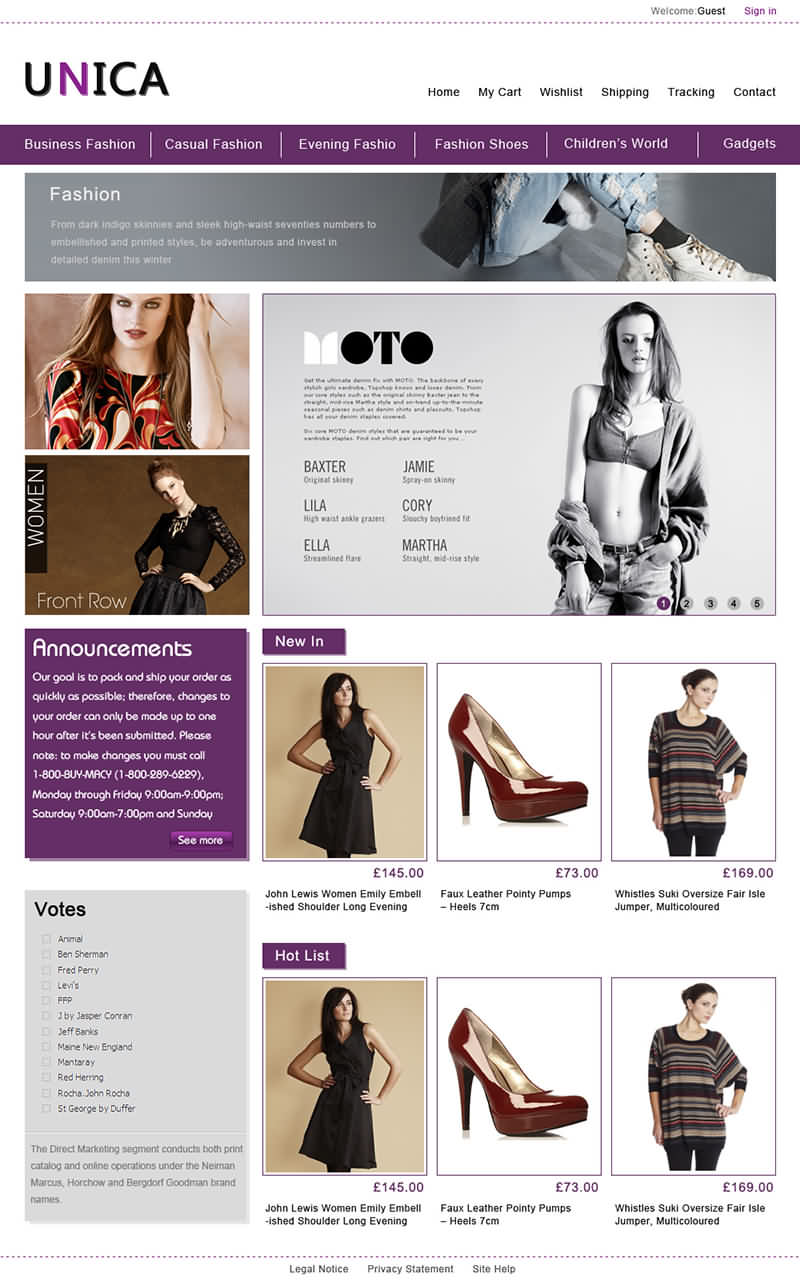 Welcome:Guest Sign in
UNICA
Home My Cart Wishlist Shipping Tracking Contact
Business Fashion Casual Fashion Evening Fashio Fashion Shoes Children's World Gadgets
Fashion
From dark indigo skinnies and sleek high-waist seventies numbers to
embellished and printed styles, be adventurous and invest in
detailed denim this winter
WOMEN
Front Row
MOTO
Get the ultimate denim fix with MOTO. The backbone of every
stylish girls wardrobe, Topshop knows and loves denim. From
our core styles such as the original skinny Baxter jean to the
straight, mid-rise Martha style and on-trend up-to-the-minute
seasonal pieces such as denim shirts and playsuits, Topshop
has all your denim staples covered.
Six core MOTO denim styles that are guaranteed to be your
wardrobe staples. Find out which pair are right for you ...
BAXTER JAMIE
Original skinny Spray-on skinny
LILA CORY
High waist ankle grazers Slouchy boyfriend fit
ELLA MARTHA
Streamlined flare Straight, mid-rise style
1 2 3 4 5
Announcements
Our goal is to pack and ship your order as
quickly as possible; therefore, changes to
your order can only be made up to one
hour after it's been submitted. Please
note: to make changes you must call
1-800-BUY-MACY (1-800-289-6229),
Monday through Friday 9:00am-9:00pm;
Saturday 9:00am-7:00pm and Sunday
See more
New In
£145.00 £73.00 £169.00
John Lewis Women Emily Embell Faux Leather Pointy Pumps Whistles Suki Oversize Fair Isle
-ished Shoulder Long Evening – Heels 7cm Jumper, Multicoloured
Votes
Animal
Ben Sherman
Fred Perry
Levi's
FFP
J by Jasper Conran
Jeff Banks
Maine New England
Mantaray
Red Herring
Rocha.John Rocha
St George by Duffer
The Direct Marketing segment conducts both print
catalog and online operations under the Neiman
Marcus, Horchow and Bergdorf Goodman brand
names.
Hot List
£145.00 £73.00 £169.00
John Lewis Women Emily Embell Faux Leather Pointy Pumps Whistles Suki Oversize Fair Isle
-ished Shoulder Long Evening – Heels 7cm Jumper, Multicoloured
Legal Notice Privacy Statement Site Help